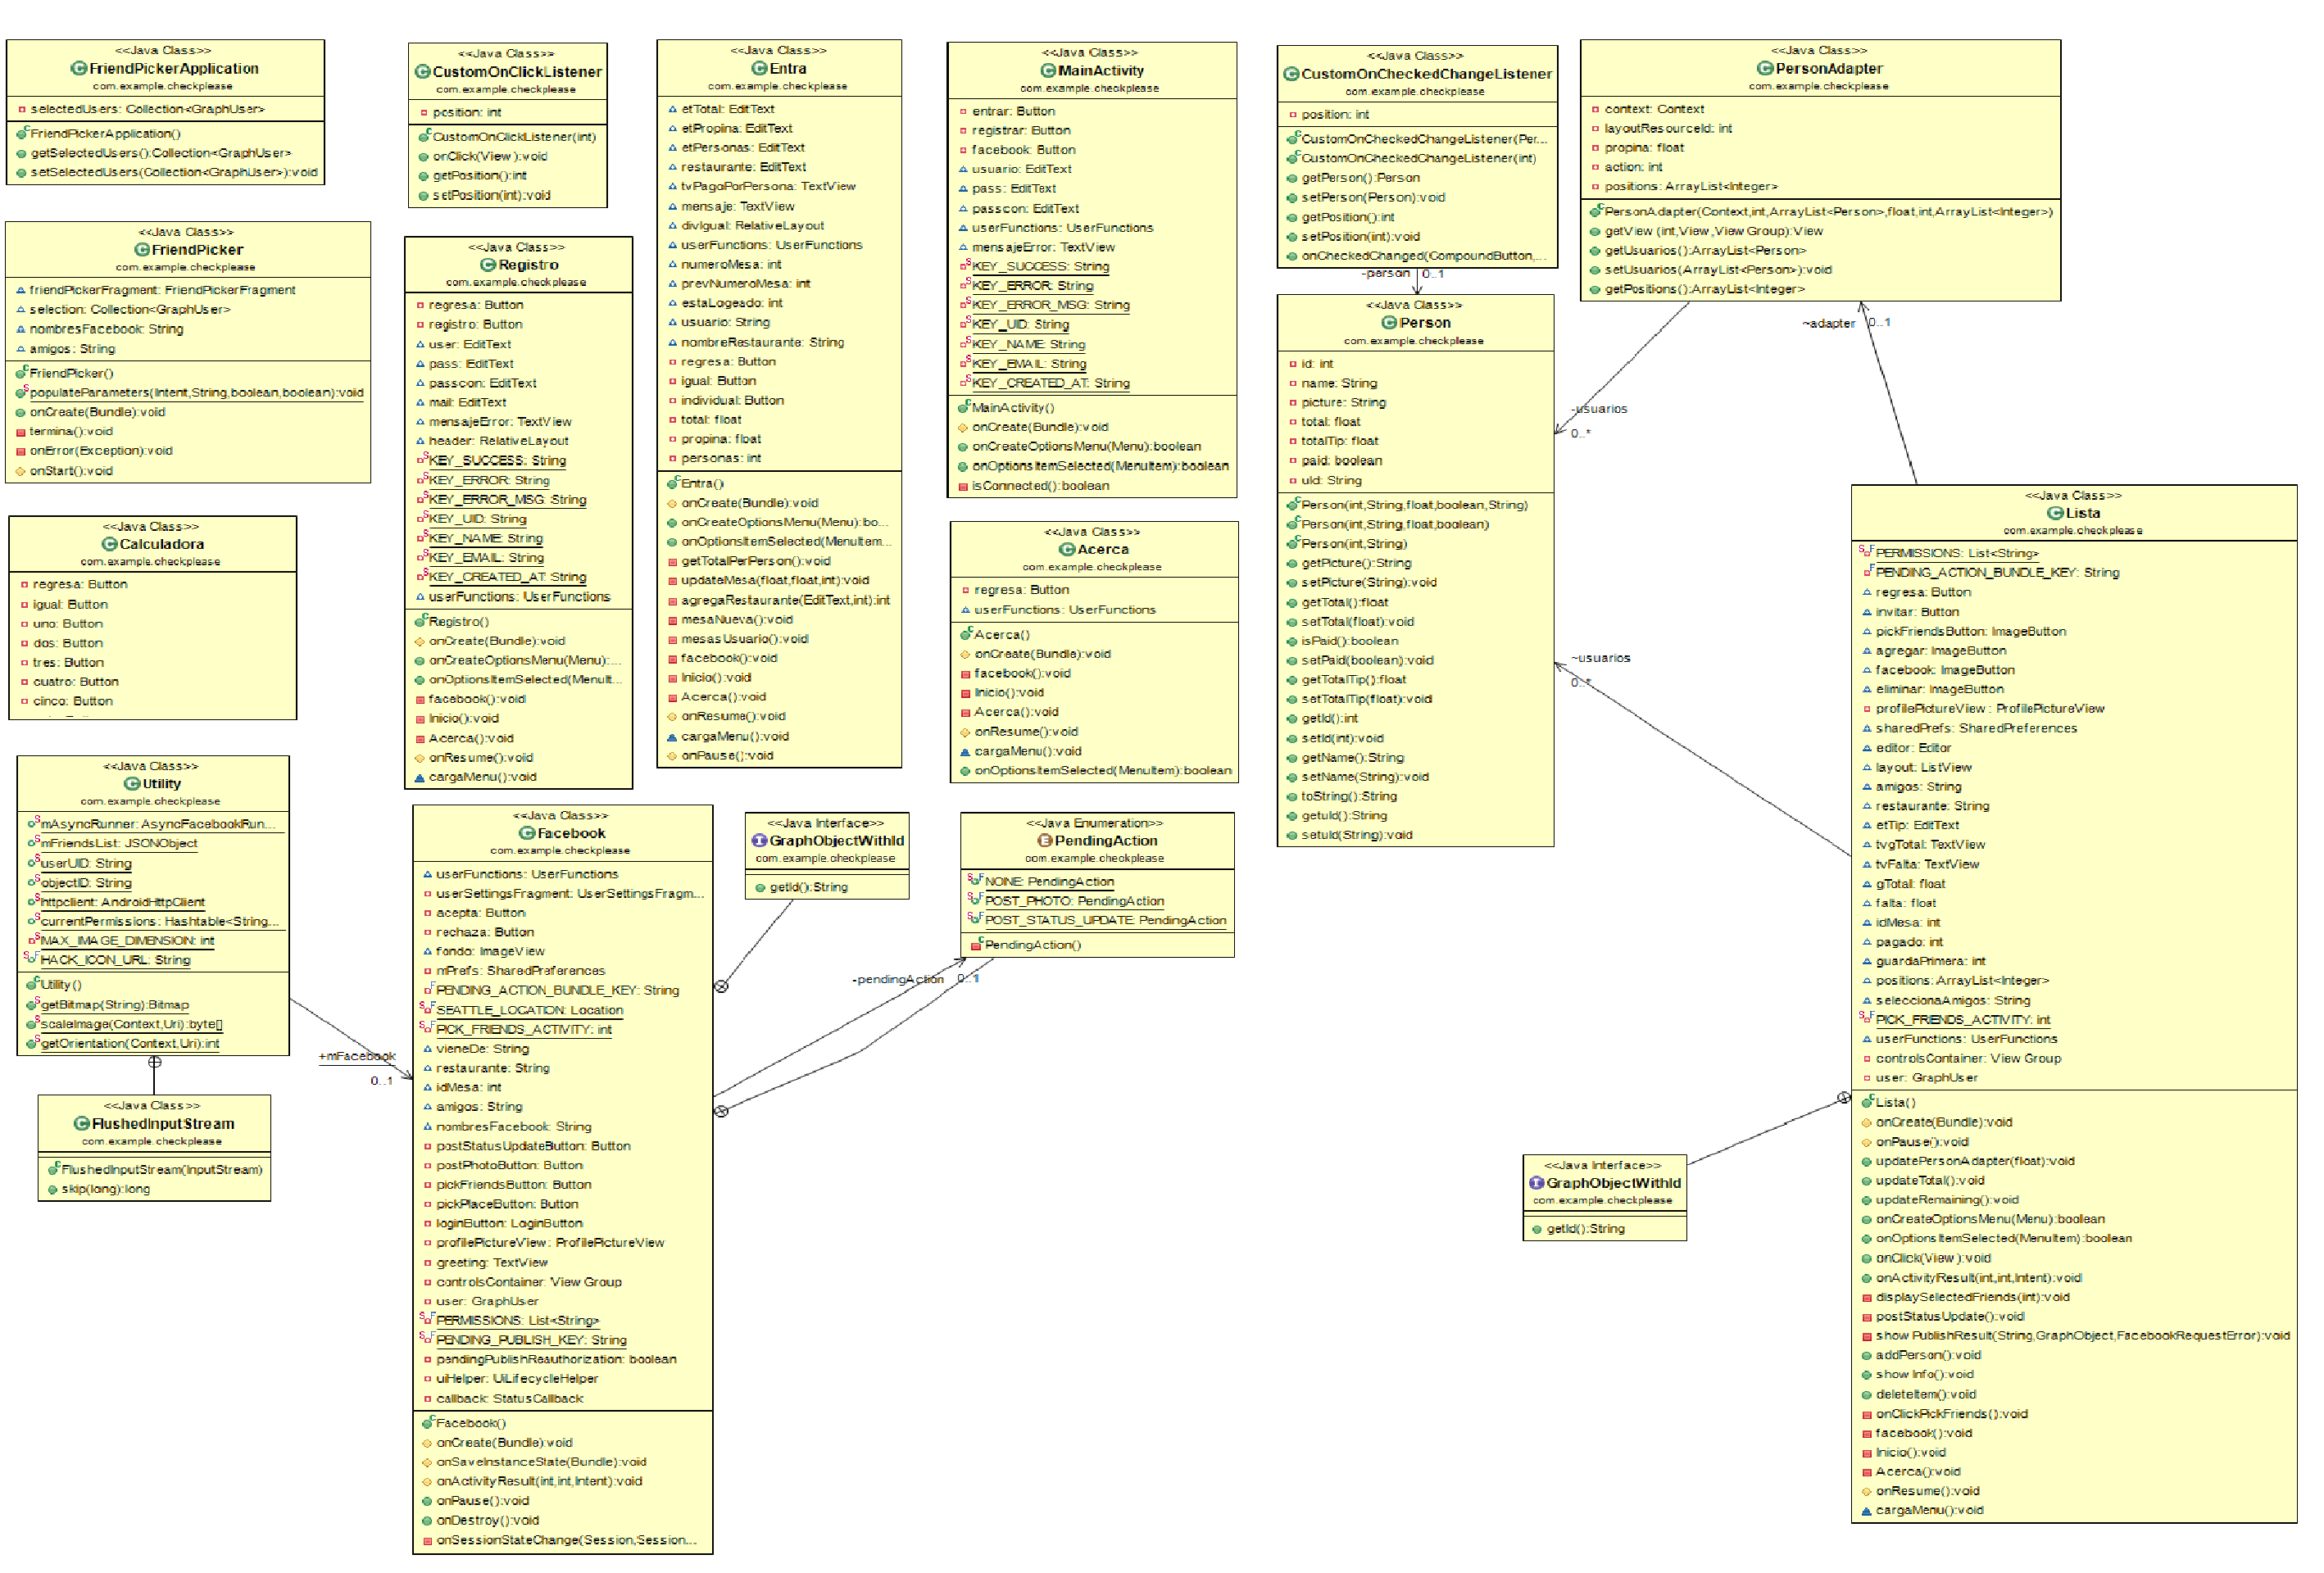 <<Java Class>>
FriendPickerApplication
com.example.checkplease
selectedUsers: Collection<GraphUser>
FriendPickerApplication()
getSelectedUsers():Collection<GraphUser>
setSelectedUsers(Collection<GraphUser>):void
<<Java Class>>
FriendPicker
com.example.checkplease
friendPickerFragment: FriendPickerFragment
selection: Collection<GraphUser>
nombresFacebook: String
amigos: String
FriendPicker()
populateParameters(Intent,String,boolean,boolean):void
onCreate(Bundle):void
termina():void
onError(Exception):void
onStart():void
<<Java Class>>
Calculadora
com.example.checkplease
regresa: Button
igual: Button
uno: Button
dos: Button
tres: Button
cuatro: Button
cinco: Button
<<Java Class>>
Utility
com.example.checkplease
mAsyncRunner: AsyncFacebookRun...
mFriendsList: JSONObject
userUID: String
objectID: String
httpclient: AndroidHttpClient
currentPermissions: Hashtable<String...
MAX_IMAGE_DIMENSION: int
HACK_ICON_URL: String
Utility()
getBitmap(String):Bitmap
scaleImage(Context,Uri):byte[]
getOrientation(Context,Uri):int
<<Java Class>>
FlushedInputStream
com.example.checkplease
FlushedInputStream(InputStream)
skip(long):long
+mFacebook
0..1
<<Java Class>>
CustomOnClickListener
com.example.checkplease
position: int
CustomOnClickListener(int)
onClick(View):void
getPosition():int
setPosition(int):void
<<Java Class>>
Registro
com.example.checkplease
regresa: Button
registro: Button
user: EditText
pass: EditText
passcon: EditText
mail: EditText
mensajeError: TextView
header: RelativeLayout
KEY_SUCCESS: String
KEY_ERROR: String
KEY_ERROR_MSG: String
KEY_UID: String
KEY_NAME: String
KEY_EMAIL: String
KEY_CREATED_AT: String
userFunctions: UserFunctions
Registro()
onCreate(Bundle):void
onCreateOptionsMenu(Menu):...
onOptionsItemSelected(MenuIt...
facebook():void
Inicio():void
Acerca():void
onResume():void
cargaMenu():void
<<Java Class>>
Facebook
com.example.checkplease
userFunctions: UserFunctions
userSettingsFragment: UserSettingsFragm...
acepta: Button
rechaza: Button
fondo: ImageView
mPrefs: SharedPreferences
PENDING_ACTION_BUNDLE_KEY: String
SEATTLE_LOCATION: Location
PICK_FRIENDS_ACTIVITY: int
vieneDe: String
restaurante: String
idMesa: int
amigos: String
nombresFacebook: String
postStatusUpdateButton: Button
postPhotoButton: Button
pickFriendsButton: Button
pickPlaceButton: Button
loginButton: LoginButton
profilePictureView: ProfilePictureView
greeting: TextView
controlsContainer: ViewGroup
user: GraphUser
PERMISSIONS: List<String>
PENDING_PUBLISH_KEY: String
pendingPublishReauthorization: boolean
uiHelper: UiLifecycleHelper
callback: StatusCallback
Facebook()
onCreate(Bundle):void
onSaveInstanceState(Bundle):void
onActivityResult(int,int,Intent):void
onPause():void
onDestroy():void
onSessionStateChange(Session,Session...
<<Java Class>>
Entra
com.example.checkplease
etTotal: EditText
etPropina: EditText
etPersonas: EditText
restaurante: EditText
tvPagoPorPersona: TextView
mensaje: TextView
divIgual: RelativeLayout
userFunctions: UserFunctions
numeroMesa: int
prevNumeroMesa: int
estaLogeado: int
usuario: String
nombreRestaurante: String
regresa: Button
igual: Button
individual: Button
total: float
propina: float
personas: int
Entra()
onCreate(Bundle):void
onCreateOptionsMenu(Menu):bo...
onOptionsItemSelected(MenuItem...
getTotalPerPerson():void
updateMesa(float,float,int):void
agregaRestaurante(EditText,int):int
mesaNueva():void
mesasUsuario():void
facebook():void
Inicio():void
Acerca():void
onResume():void
cargaMenu():void
onPause():void
<<Java Interface>>
GraphObjectWithId
com.example.checkplease
getId():String
<<Java Class>>
MainActivity
com.example.checkplease
entrar: Button
registrar: Button
facebook: Button
usuario: EditText
pass: EditText
passcon: EditText
userFunctions: UserFunctions
mensajeError: TextView
KEY_SUCCESS: String
KEY_ERROR: String
KEY_ERROR_MSG: String
KEY_UID: String
KEY_NAME: String
KEY_EMAIL: String
KEY_CREATED_AT: String
MainActivity()
onCreate(Bundle):void
onCreateOptionsMenu(Menu):boolean
onOptionsItemSelected(MenuItem):boolean
isConnected():boolean
<<Java Class>>
Acerca
com.example.checkplease
regresa: Button
userFunctions: UserFunctions
Acerca()
onCreate(Bundle):void
facebook():void
Inicio():void
Acerca():void
onResume():void
cargaMenu():void
onOptionsItemSelected(MenuItem):boolean
<<Java Enumeration>>
PendingAction
com.example.checkplease
NONE: PendingAction
POST_PHOTO: PendingAction
POST_STATUS_UPDATE: PendingAction
PendingAction()
-pendingAction
0..1
<<Java Class>>
CustomOnCheckedChangeListener
com.example.checkplease
position: int
CustomOnCheckedChangeListener(Per...
CustomOnCheckedChangeListener(int)
getPerson():Person
setPerson(Person):void
getPosition():int
setPosition(int):void
onCheckedChanged(CompoundButton,...
-person
0..1
<<Java Class>>
Person
com.example.checkplease
id: int
name: String
picture: String
total: float
totalTip: float
paid: boolean
uId: String
Person(int,String,float,boolean,String)
Person(int,String,float,boolean)
Person(int,String)
getPicture():String
setPicture(String):void
getTotal():float
setTotal(float):void
isPaid():boolean
setPaid(boolean):void
getTotalTip():float
setTotalTip(float):void
getId():int
setId(int):void
getName():String
setName(String):void
toString():String
getuId():String
setuId(String):void
<<Java Class>>
PersonAdapter
com.example.checkplease
context: Context
layoutResourceId: int
propina: float
action: int
positions: ArrayList<Integer>
PersonAdapter(Context,int,ArrayList<Person>,float,int,ArrayList<Integer>)
getView(int,View,ViewGroup):View
getUsuarios():ArrayList<Person>
setUsuarios(ArrayList<Person>):void
getPositions():ArrayList<Integer>
~adapter
0..1
-usuarios
0..*
~usuarios
0..*
<<Java Interface>>
GraphObjectWithId
com.example.checkplease
getId():String
<<Java Class>>
Lista
com.example.checkplease
PERMISSIONS: List<String>
PENDING_ACTION_BUNDLE_KEY: String
regresa: Button
invitar: Button
pickFriendsButton: ImageButton
agregar: ImageButton
facebook: ImageButton
eliminar: ImageButton
profilePictureView: ProfilePictureView
sharedPrefs: SharedPreferences
editor: Editor
layout: ListView
amigos: String
restaurante: String
etTip: EditText
tvgTotal: TextView
tvFalta: TextView
gTotal: float
falta: float
idMesa: int
pagado: int
guardaPrimera: int
positions: ArrayList<Integer>
seleccionaAmigos: String
PICK_FRIENDS_ACTIVITY: int
userFunctions: UserFunctions
controlsContainer: ViewGroup
user: GraphUser
Lista()
onCreate(Bundle):void
onPause():void
updatePersonAdapter(float):void
updateTotal():void
updateRemaining():void
onCreateOptionsMenu(Menu):boolean
onOptionsItemSelected(MenuItem):boolean
onClick(View):void
onActivityResult(int,int,Intent):void
displaySelectedFriends(int):void
postStatusUpdate():void
showPublishResult(String,GraphObject,FacebookRequestError):void
addPerson():void
showInfo():void
deleteItem():void
onClickPickFriends():void
facebook():void
Inicio():void
Acerca():void
onResume():void
cargaMenu():void